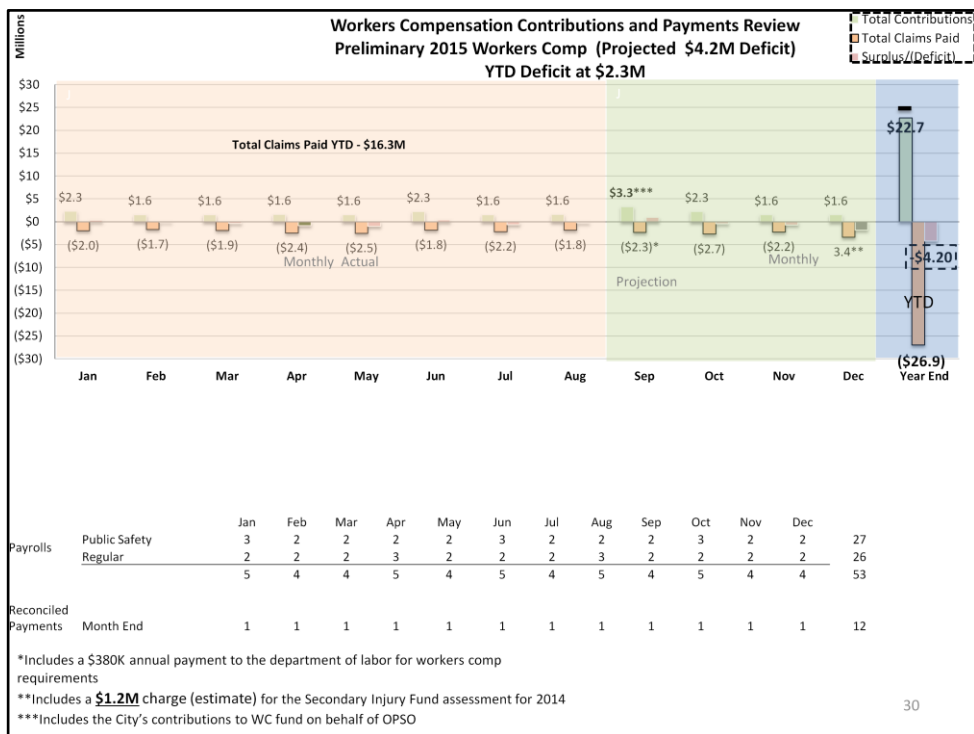 Workers Compensation Contributions and Payments Review
Preliminary 2015 Workers Comp (Projected $4.2M Deficit)
YTD Deficit at $2.3M
Millions
Total Contributions
Total Claims Paid
Surplus/(Deficit)
$30
$25
$20
$15
$10
$5
$0
($5)
($10)
($15)
($20)
($25)
($30)
Total Claims Paid YTD - $16.3M
$2.3 $1.6 $1.6 $1.6 $1.6 $2.3 $1.6 $1.6 $3.3*** $2.3 $1.6 $1.6 $22.7
($2.0) ($1.7) ($1.9) ($2.4) ($2.5) ($1.8) ($2.2) ($1.8) ($2.3)* ($2.7) ($2.2) 3.4** -$4.20
Monthly Actual
Monthly
Projection
YTD
($26.9)
Jan Feb Mar Apr May Jun Jul Aug Sep Oct Nov Dec Year End
Jan Feb Mar Apr May Jun Jul Aug Sep Oct Nov Dec
Payrolls
Public Safety 3 2 2 2 2 3 2 2 2 3 2 2 27
Regular 2 2 2 3 2 2 2 3 2 2 2 2 26
5 4 4 5 4 5 4 5 4 5 4 4 53
Reconciled
Payments Month End 1 1 1 1 1 1 1 1 1 1 1 1 12
*Includes a $380K annual payment to the department of labor for workers comp
requirements
**Includes a $1.2M charge (estimate) for the Secondary Injury Fund assessment for 2014
***Includes the City's contributions to WC fund on behalf of OPSO
30